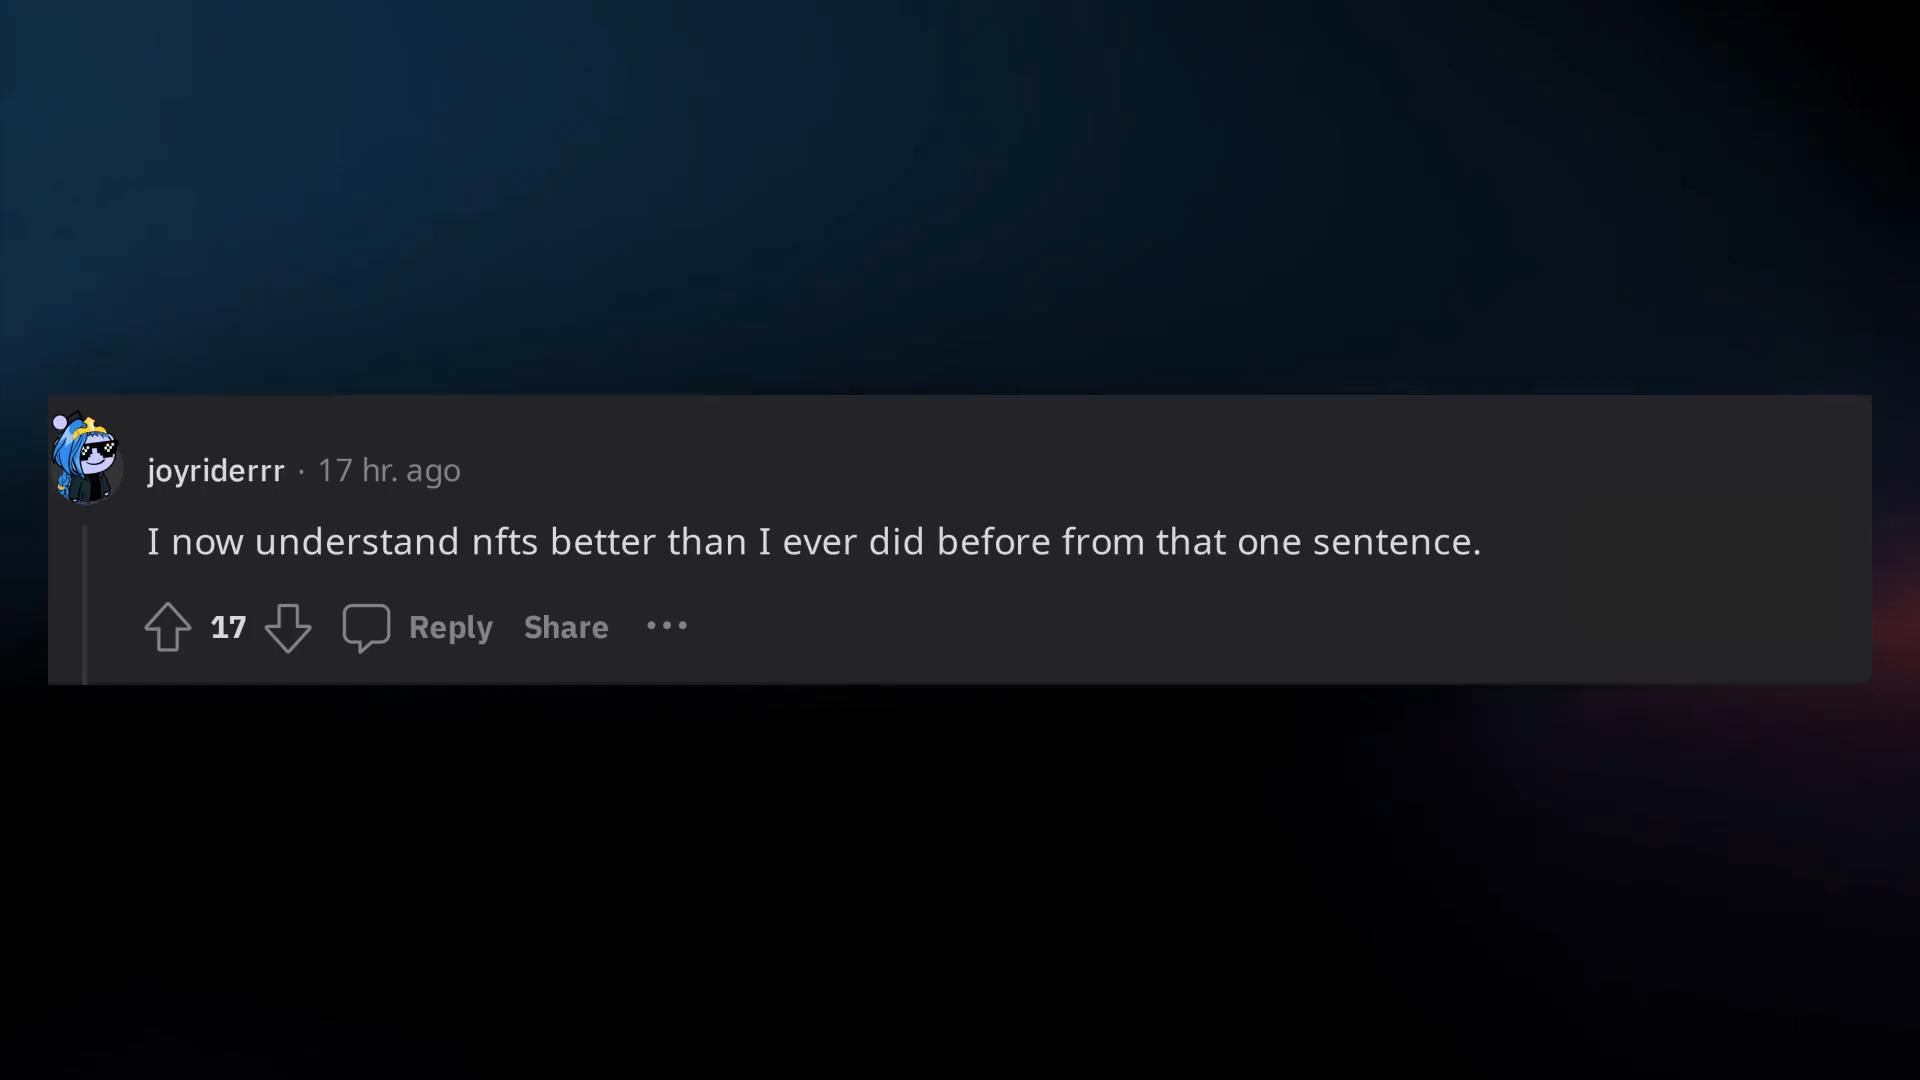 joyriderrr · 17 hr. ago
I now understand nfts better than I ever did before from that one sentence.
17 Reply Share ···